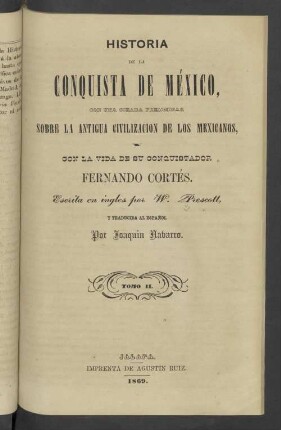 HISTORIA
DE LA
CONQUISTA DE MÉXICO,
CON UNA OJEADA PRELIMINAR
SOBRE LA ANTIGUA CIVILIZACION DE LOS MEXICANOS,
Y
CON LA VIDA DE SU CONQUISTADOR
FERNANDO CORTÉS.
Escrita en ingles por W. Prescott,
Y TRADUCIDA AL ESPAÑOL
Por Joaquin Navarro.
TOMO II.
JALAPA.
IMPRENTA DE AGUSTIN RUIZ.
1869.